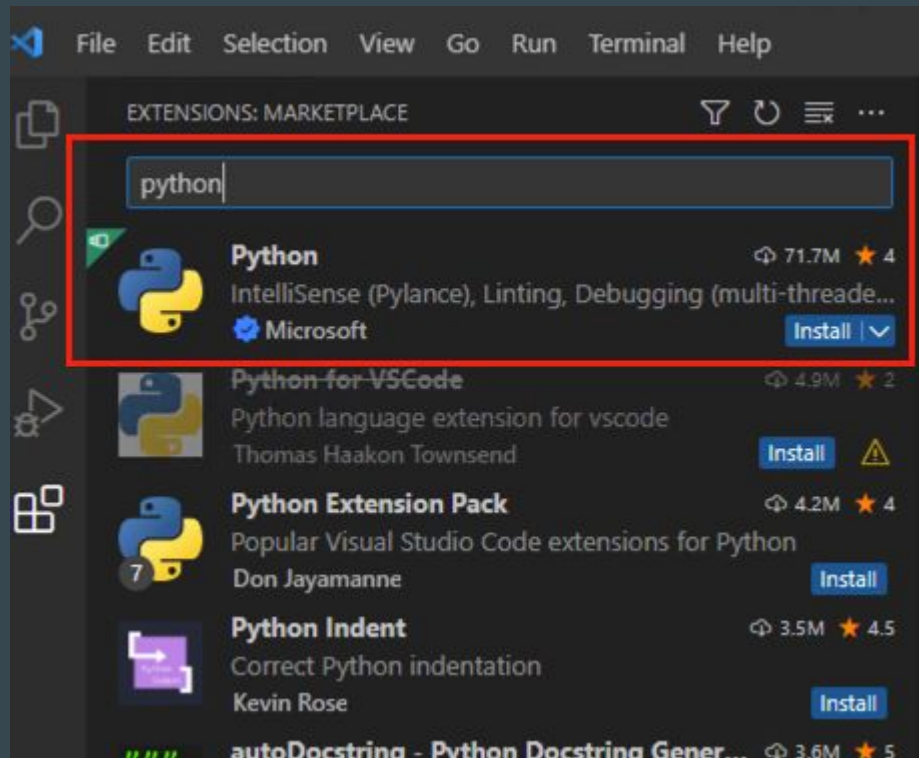 File Edit Selection View Go Run Terminal Help
EXTENSIONS: MARKETPLACE
python
Python 71.7M 4
IntelliSense (Pylance), Linting, Debugging (multi-threade...
Microsoft Install
Python for VSCode 4.9M 2
Python language extension for vscode
Thomas Haakon Townsend Install
Python Extension Pack 4.2M 4
Popular Visual Studio Code extensions for Python
7 Don Jayamanne Install
Python Indent 3.5M 4.5
Correct Python indentation
Kevin Rose Install
autoDocstring - Python Docstring Gener... 3.6M 5